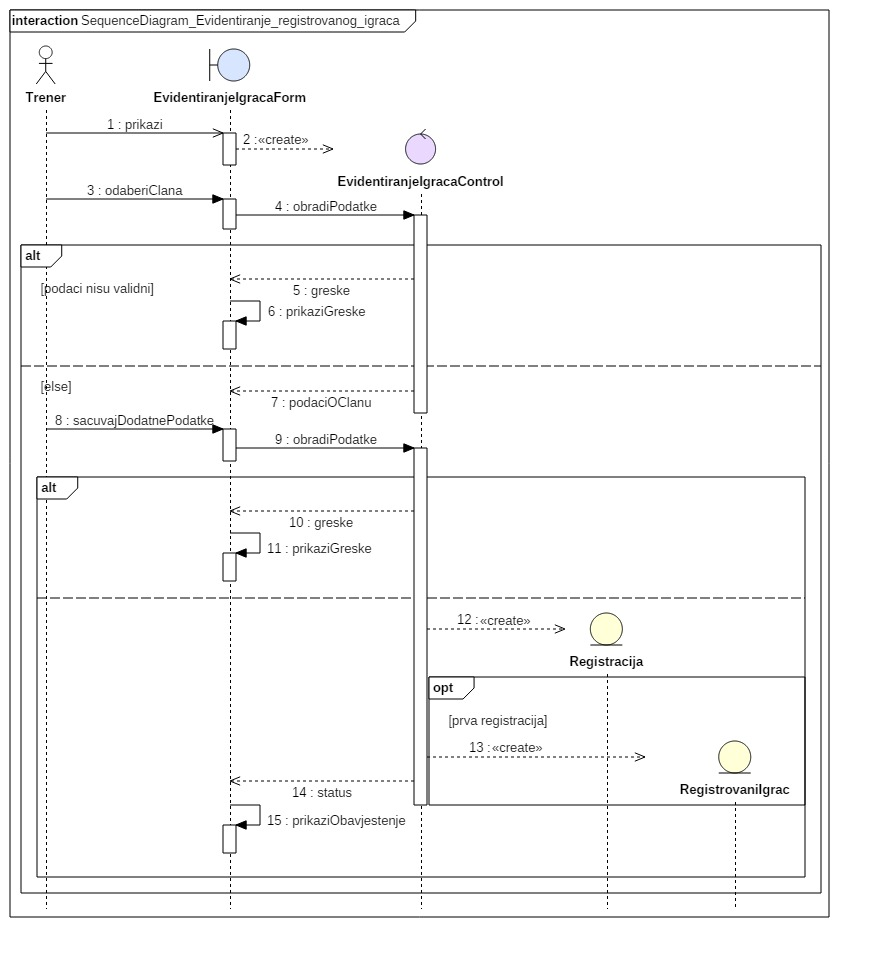 interaction SequenceDiagram_Evidentiranje_registrovanog_igraca
Trener
EvidentiranjeIgracaForm
1 : prikazi
2 :«create»
EvidentiranjeIgracaControl
3 : odaberiClana
4 : obradiPodatke
alt
[podaci nisu validni]
5 : greske
6 : prikaziGreske
[else]
7 : podaciOClanu
8 : sacuvajDodatnePodatke
9 : obradiPodatke
alt
10 : greske
11 : prikaziGreske
12 :«create»
Registracija
opt
[prva registracija]
13 :«create»
RegistrovaniIgrac
14 : status
15 : prikaziObavjestenje